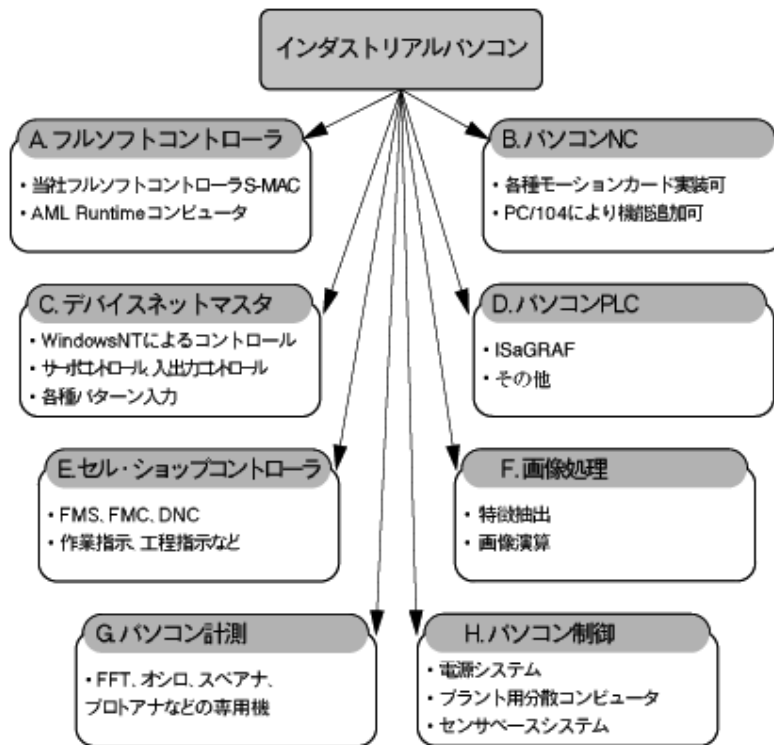 インダストリアルパソコン
A.フルソフトコントローラ
・当社フルソフトコントローラS-MAC
・AML Runtimeコンピュータ
B.パソコンNC
・各種モーションカード実装可
・PC/104により機能追加可
C.デバイスネットマスタ
・WindowsNTによるコントロール
・サーボコントロール、入出力コントロール
・各種パターン入力
D.パソコンPLC
・ISaGRAF
・その他
E.セル・ショップコントローラ
・FMS、FMC、DNC
・作業指示、工程指示など
F.画像処理
・特徴抽出
・画像演算
G.パソコン計測
・FFT、オシロ、スペアナ、
プロトアナなどの専用機
H.パソコン制御
・電源システム
・プラント用分散コンピュータ
・センサベースシステム